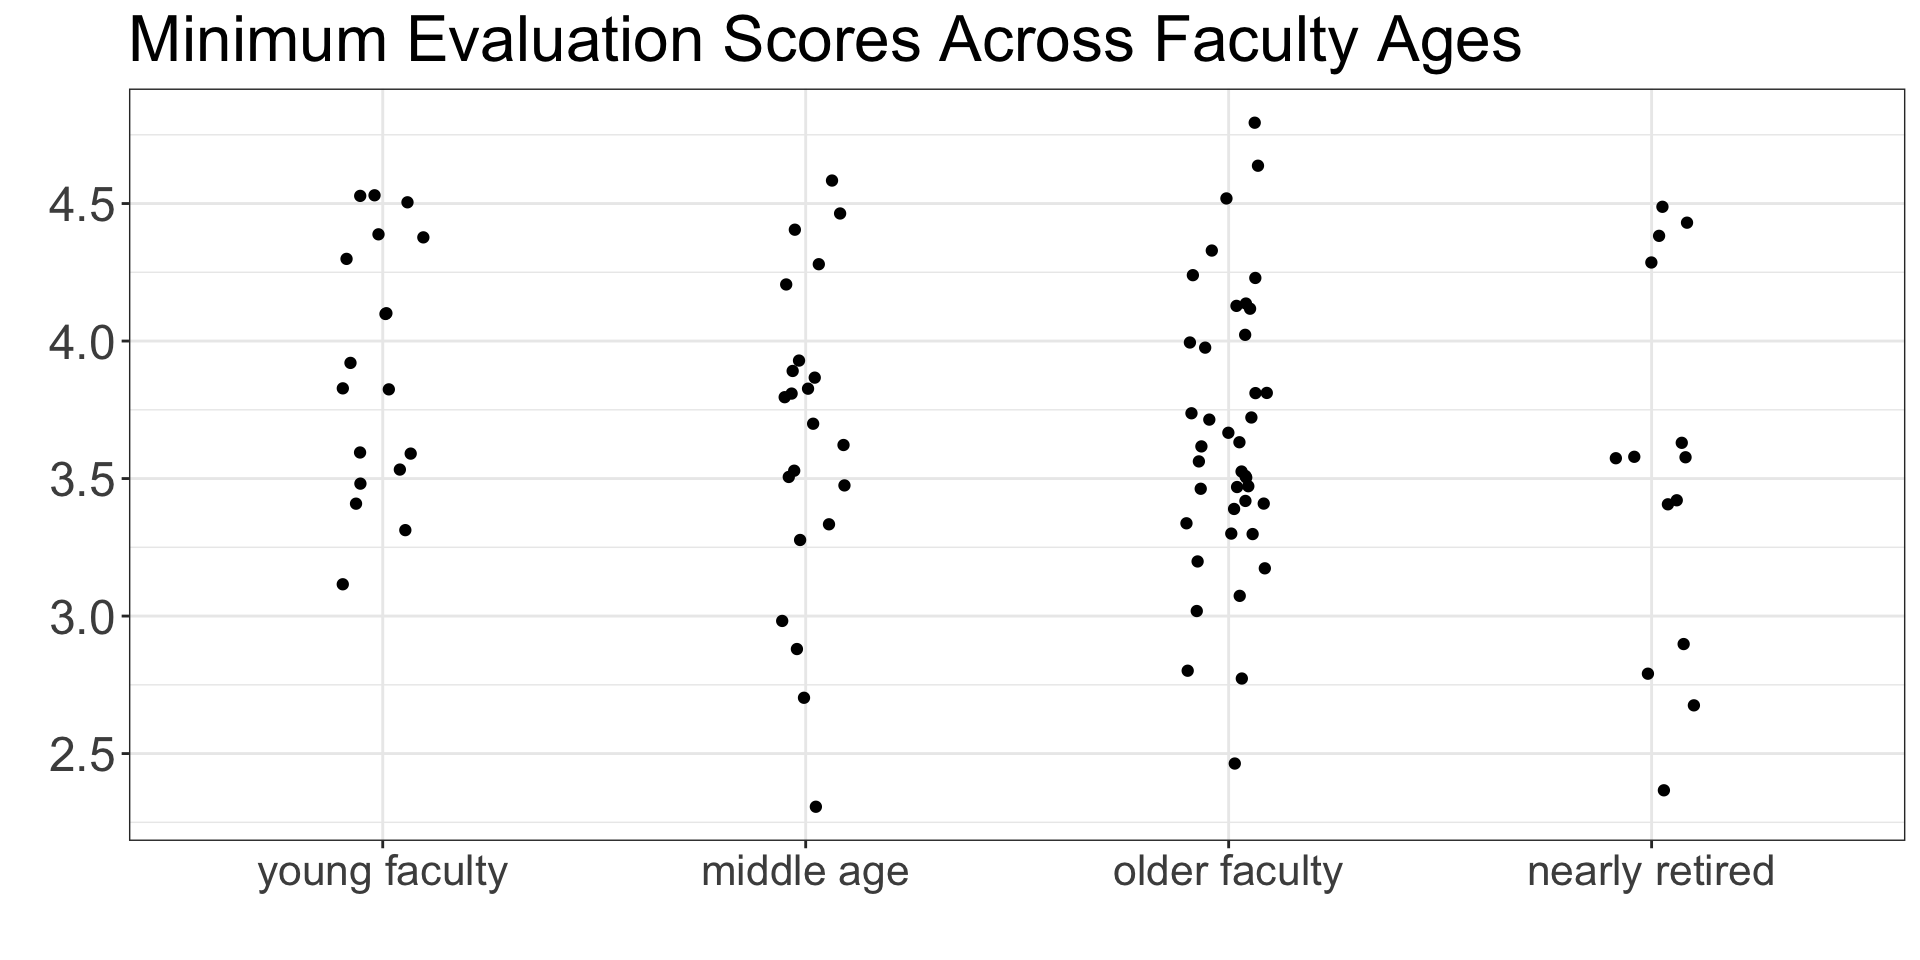 Minimum Evaluation Scores Across Faculty Ages
4.5
4.0
3.5
3.0
2.5
young faculty middle age older faculty nearly retired